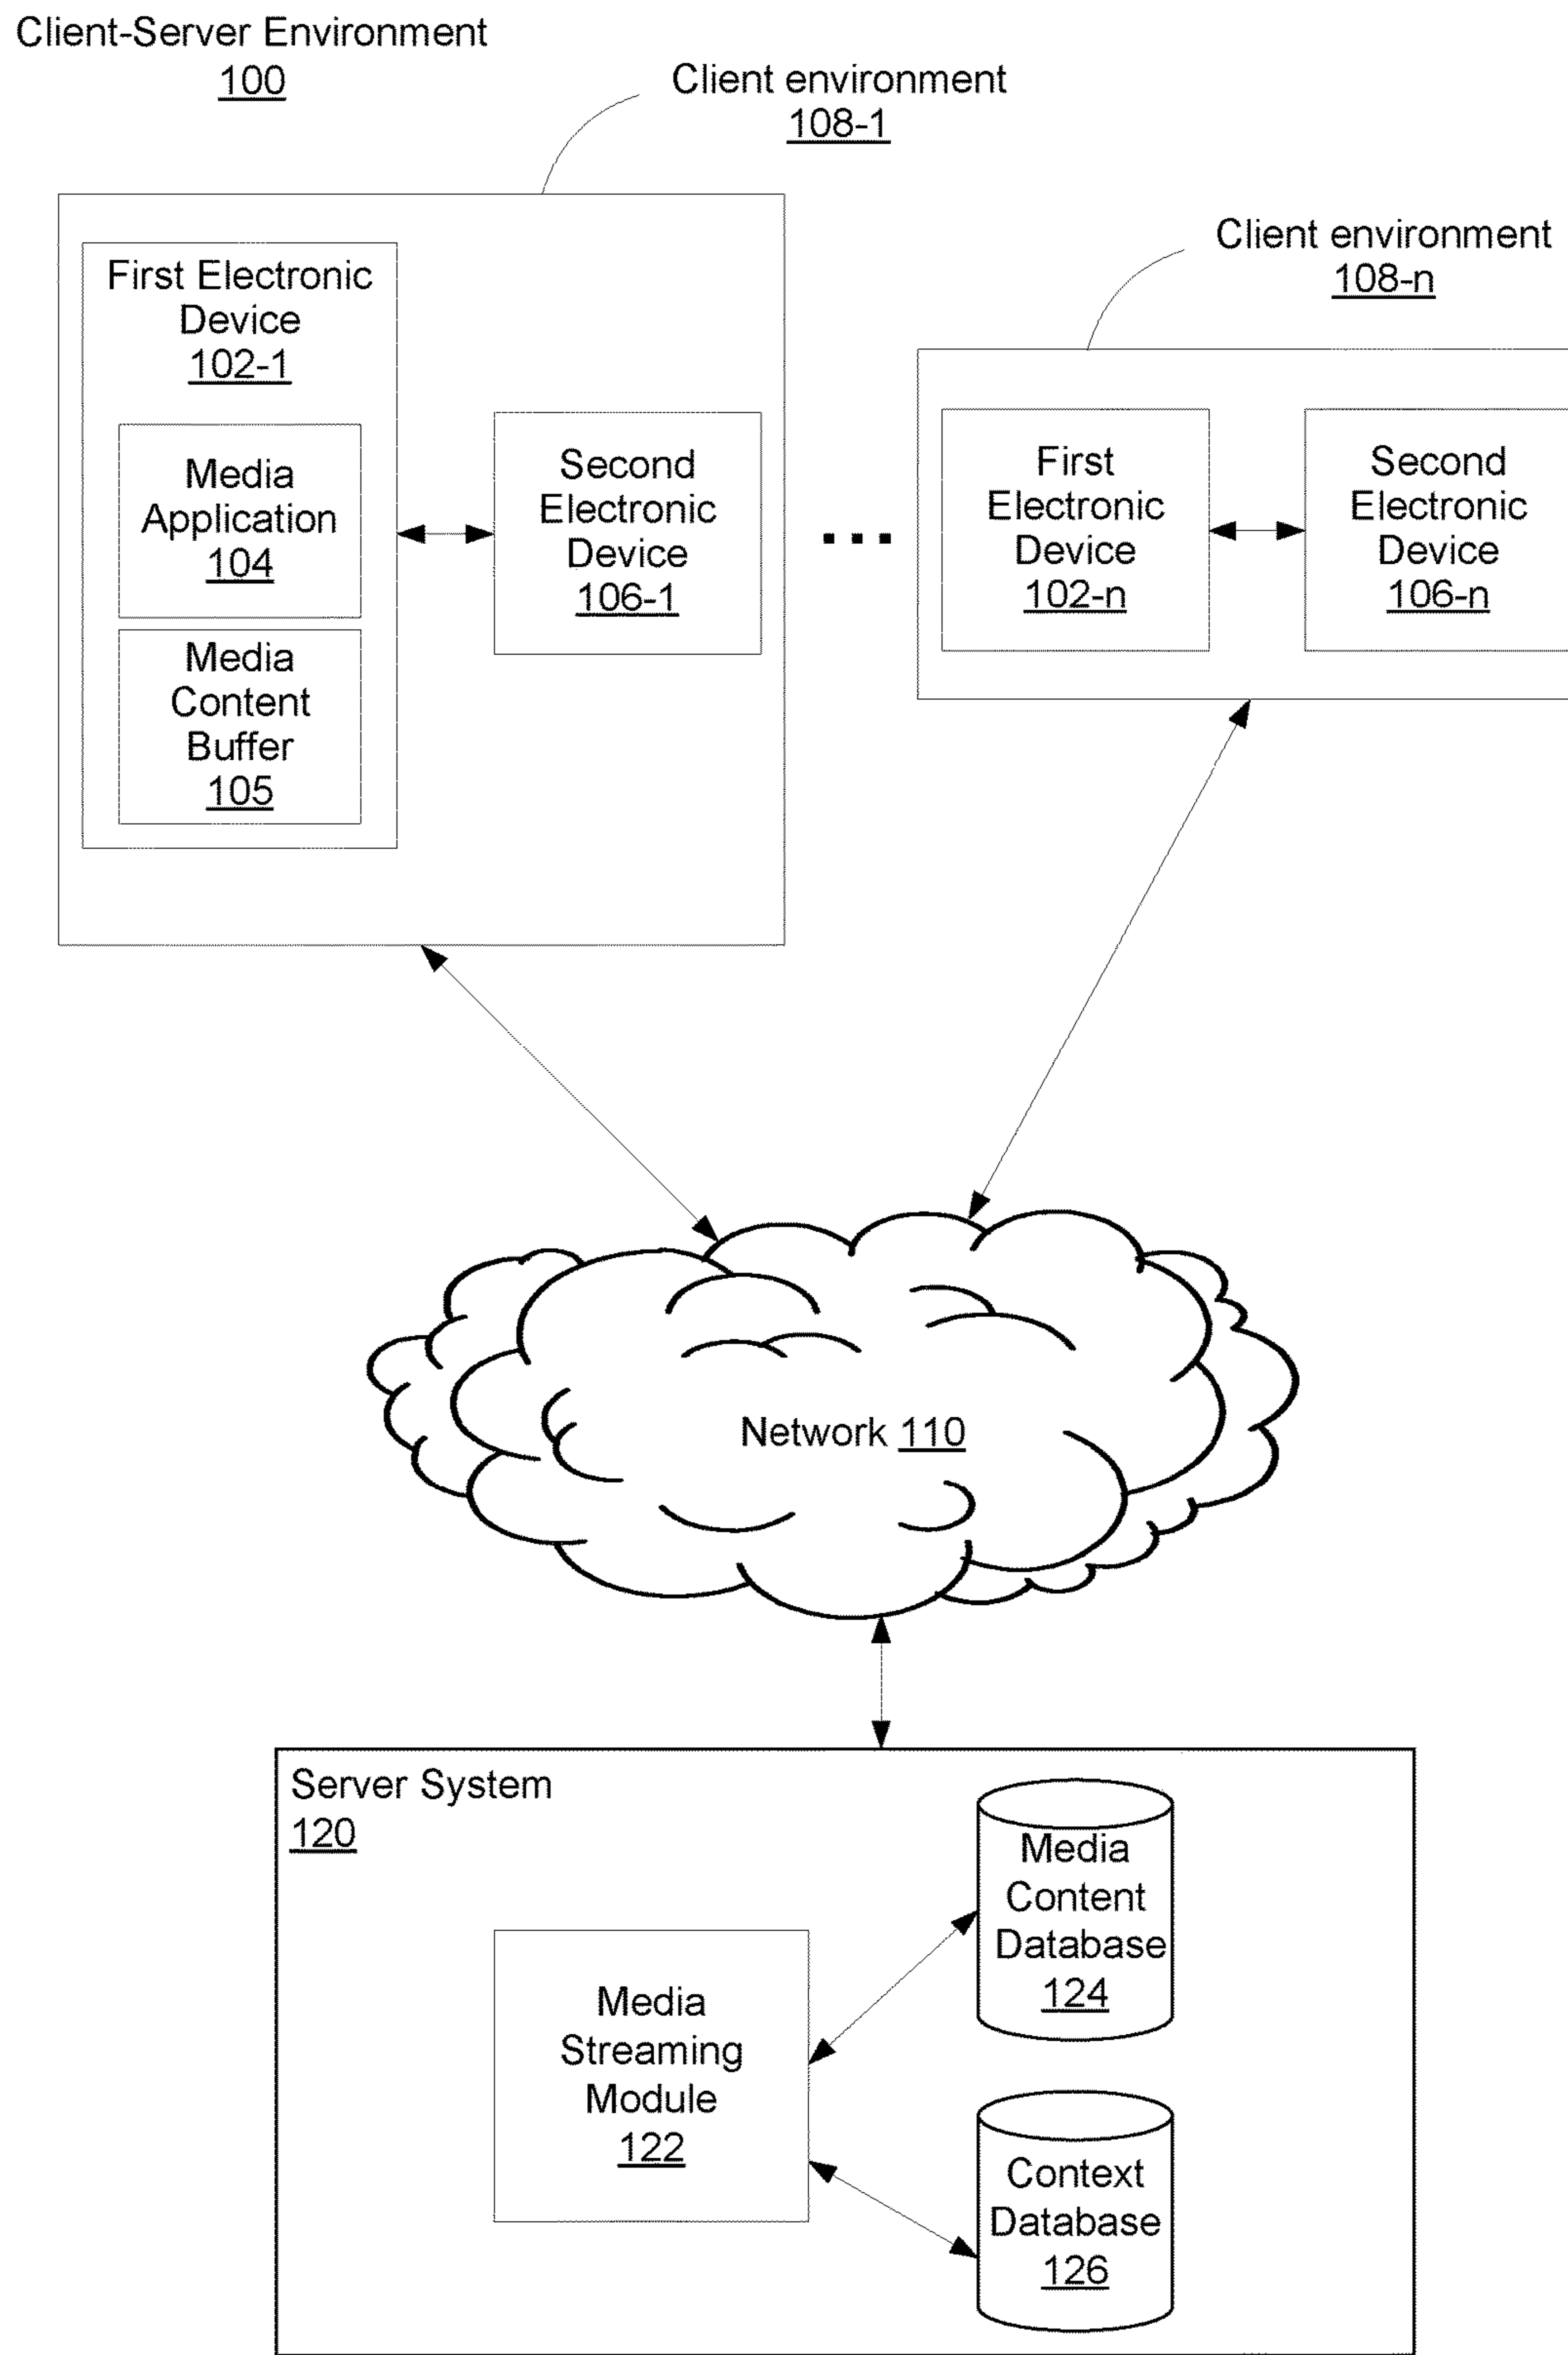 Client-Server Environment
100
Client environment
108-1
Client environment
108-n
First Electronic
Device
102-1
Media
Application
104
Media
Content
Buffer
105
Second
Electronic
Device
106-1
First
Electronic
Device
102-n
Second
Electronic
Device
106-n
Network 110
Server System
120
Media
Streaming
Module
122
Media
Content
Database
124
Context
Database
126